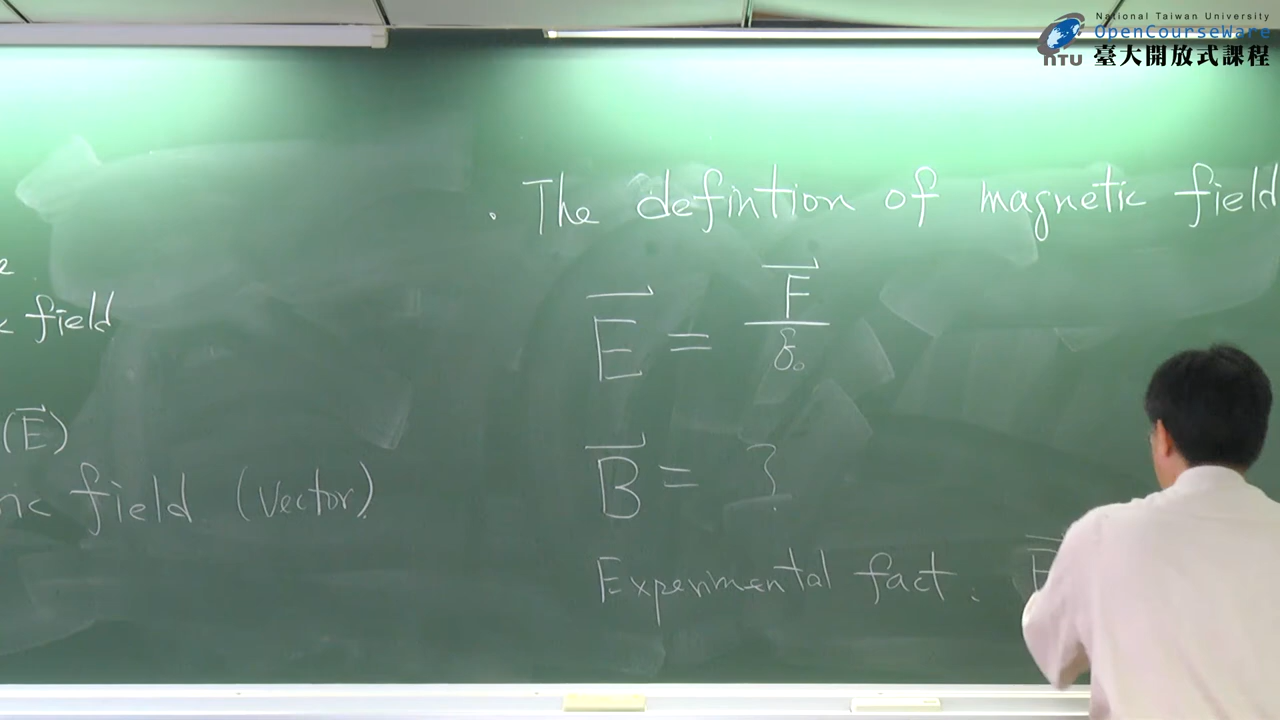 National Taiwan University
OpenCourseWare
NTU 臺大開放式課程
field
(E⃗)
field (vector)
· The defintion of magnetic field
E⃗ = F⃗ / q₀
B⃗ = ?
Experimental fact :